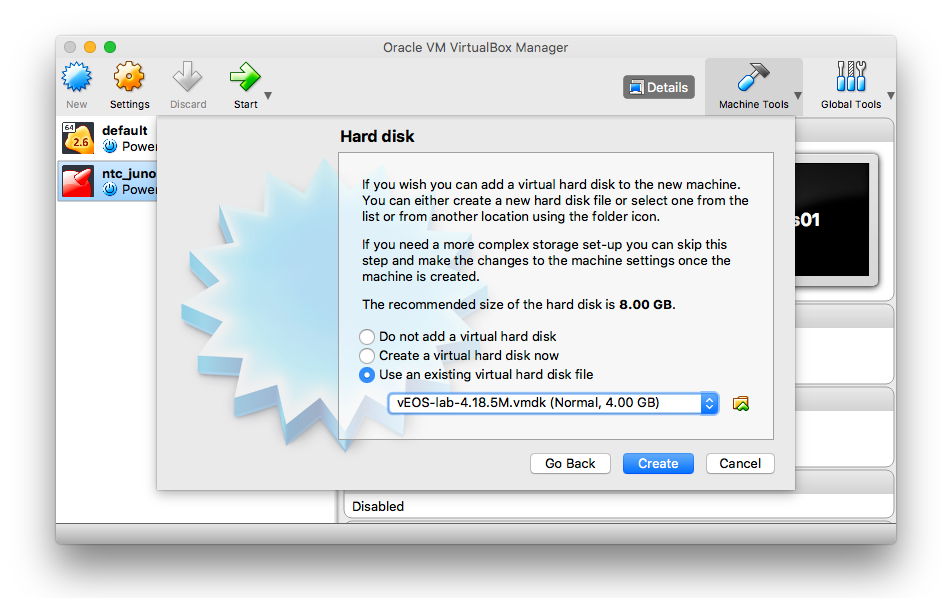 Oracle VM VirtualBox Manager
New
Settings
Discard
Start
Details
Machine Tools
Global Tools
64
2.6
default
Power
ntc_juno
Power
s01
Hard disk
If you wish you can add a virtual hard disk to the new machine.
You can either create a new hard disk file or select one from the
list or from another location using the folder icon.
If you need a more complex storage set-up you can skip this
step and make the changes to the machine settings once the
machine is created.
The recommended size of the hard disk is 8.00 GB.
Do not add a virtual hard disk
Create a virtual hard disk now
Use an existing virtual hard disk file
vEOS-lab-4.18.5M.vmdk (Normal, 4.00 GB)
Go Back
Create
Cancel
Disabled